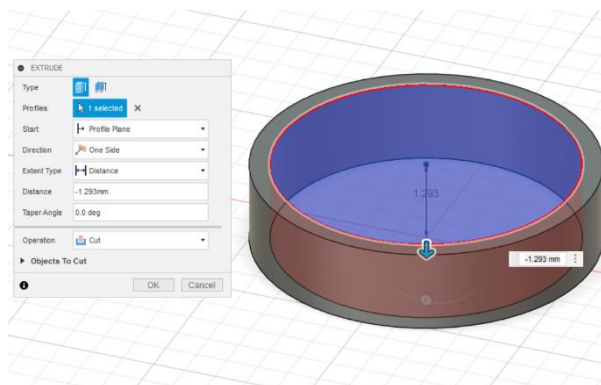 EXTRUDE
Type
Profiles 1 selected
Start Profile Plane
Direction One Side
Extent Type Distance
Distance -1.293mm
Taper Angle 0.0 deg
Operation Cut
Objects To Cut
OK Cancel
1.293
-1.293 mm